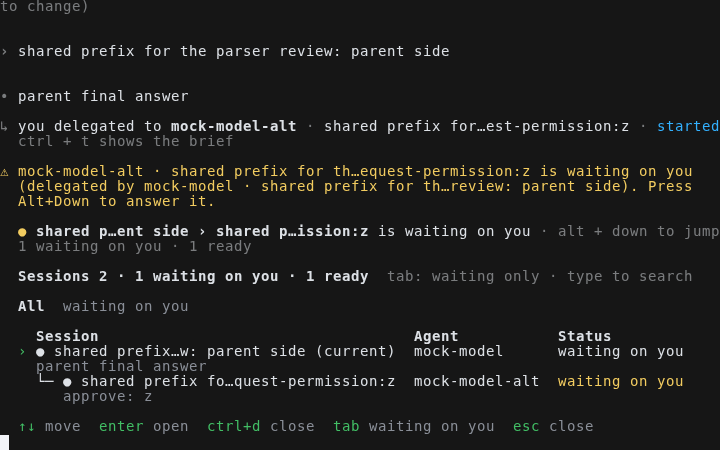 to change)
› shared prefix for the parser review: parent side
• parent final answer
↳ you delegated to mock-model-alt · shared prefix for…est-permission:z · started
ctrl + t shows the brief
⚠ mock-model-alt · shared prefix for th…equest-permission:z is waiting on you
(delegated by mock-model · shared prefix for th…review: parent side). Press
Alt+Down to answer it.
● shared p…ent side › shared p…ission:z is waiting on you · alt + down to jump
1 waiting on you · 1 ready
Sessions 2 · 1 waiting on you · 1 ready  tab: waiting only · type to search
All  waiting on you
Session  Agent  Status
› ● shared prefix…w: parent side (current)  mock-model  waiting on you
parent final answer
└─ ● shared prefix fo…quest-permission:z  mock-model-alt  waiting on you
approve: z
↑↓ move  enter open  ctrl+d close  tab waiting on you  esc close